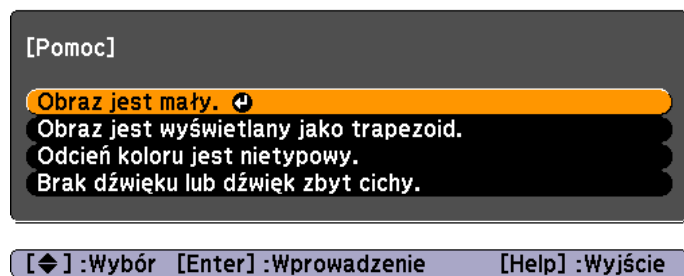 [Pomoc]
Obraz jest mały.
Obraz jest wyświetlany jako trapezoid.
Odcień koloru jest nietypowy.
Brak dźwięku lub dźwięk zbyt cichy.
[◆] :Wybór [Enter] :Wprowadzenie [Help] :Wyjście